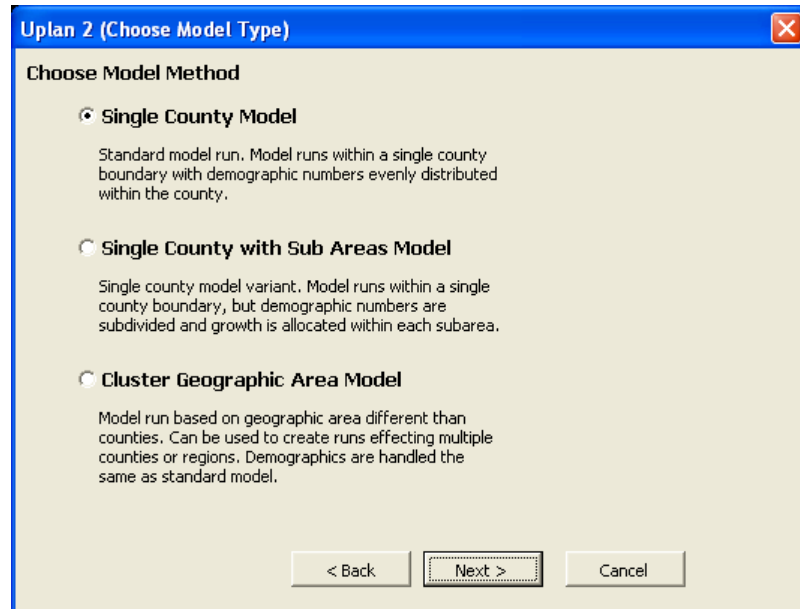 Uplan 2 (Choose Model Type)
Choose Model Method
Single County Model
Standard model run. Model runs within a single county
boundary with demographic numbers evenly distributed
within the county.
Single County with Sub Areas Model
Single county model variant. Model runs within a single
county boundary, but demographic numbers are
subdivided and growth is allocated within each subarea.
Cluster Geographic Area Model
Model run based on geographic area different than
counties. Can be used to create runs effecting multiple
counties or regions. Demographics are handled the
same as standard model.
< Back Next > Cancel